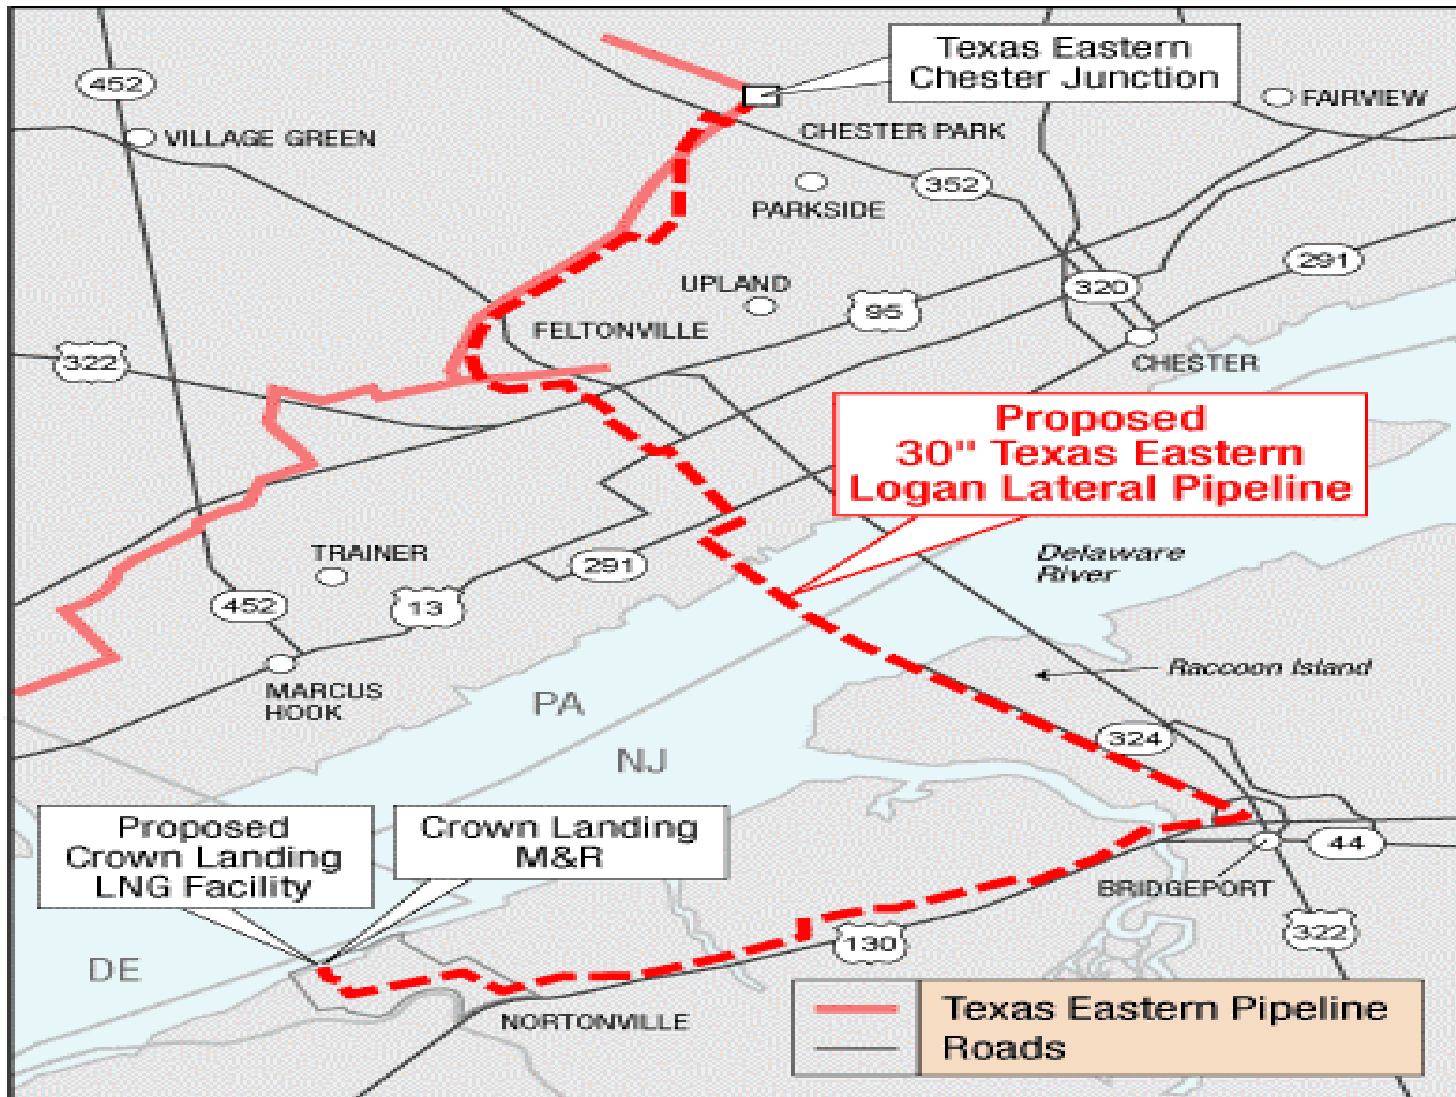 Texas Eastern
Chester Junction
452
FAIRVIEW
VILLAGE GREEN
CHESTER PARK
352
PARKSIDE
291
UPLAND
320
95
FELTONVILLE
322
CHESTER
Proposed
30" Texas Eastern
Logan Lateral Pipeline
TRAINER
291
Delaware
River
452
13
Raccoon Island
MARCUS
HOOK
PA
324
NJ
Proposed
Crown Landing
LNG Facility
Crown Landing
M&R
44
BRIDGEPORT
130
322
DE
NORTONVILLE
Texas Eastern Pipeline
Roads